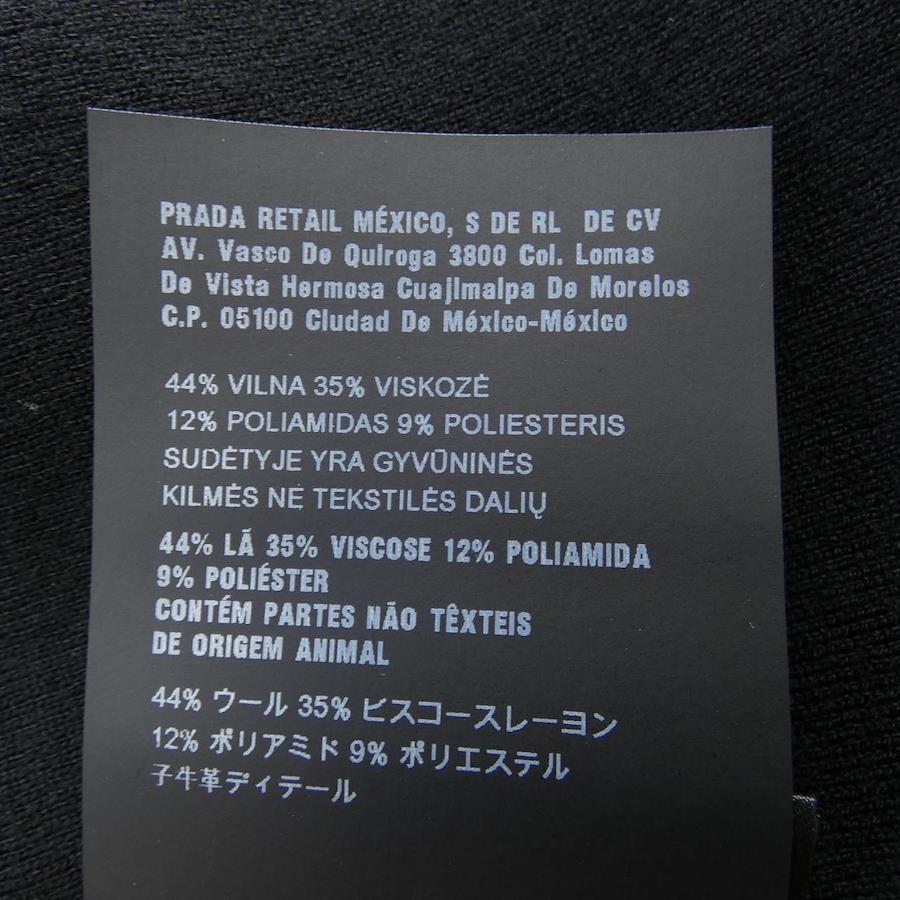 PRADA RETAIL MÉXICO, S DE RL DE CV
AV. Vasco De Quiroga 3800 Col. Lomas
De Vista Hermosa Cuajimalpa De Morelos
C.P. 05100 Ciudad De México-México
44% VILNA 35% VISKOZĖ
12% POLIAMIDAS 9% POLIESTERIS
SUDĖTYJE YRA GYVŪNINĖS
KILMĖS NE TEKSTILĖS DALIŲ
44% LÃ 35% VISCOSE 12% POLIAMIDA
9% POLIÉSTER
CONTÉM PARTES NÃO TÊXTEIS
DE ORIGEM ANIMAL
44% ウール 35% ビスコースレーヨン
12% ポリアミド 9% ポリエステル
子牛革ディテール